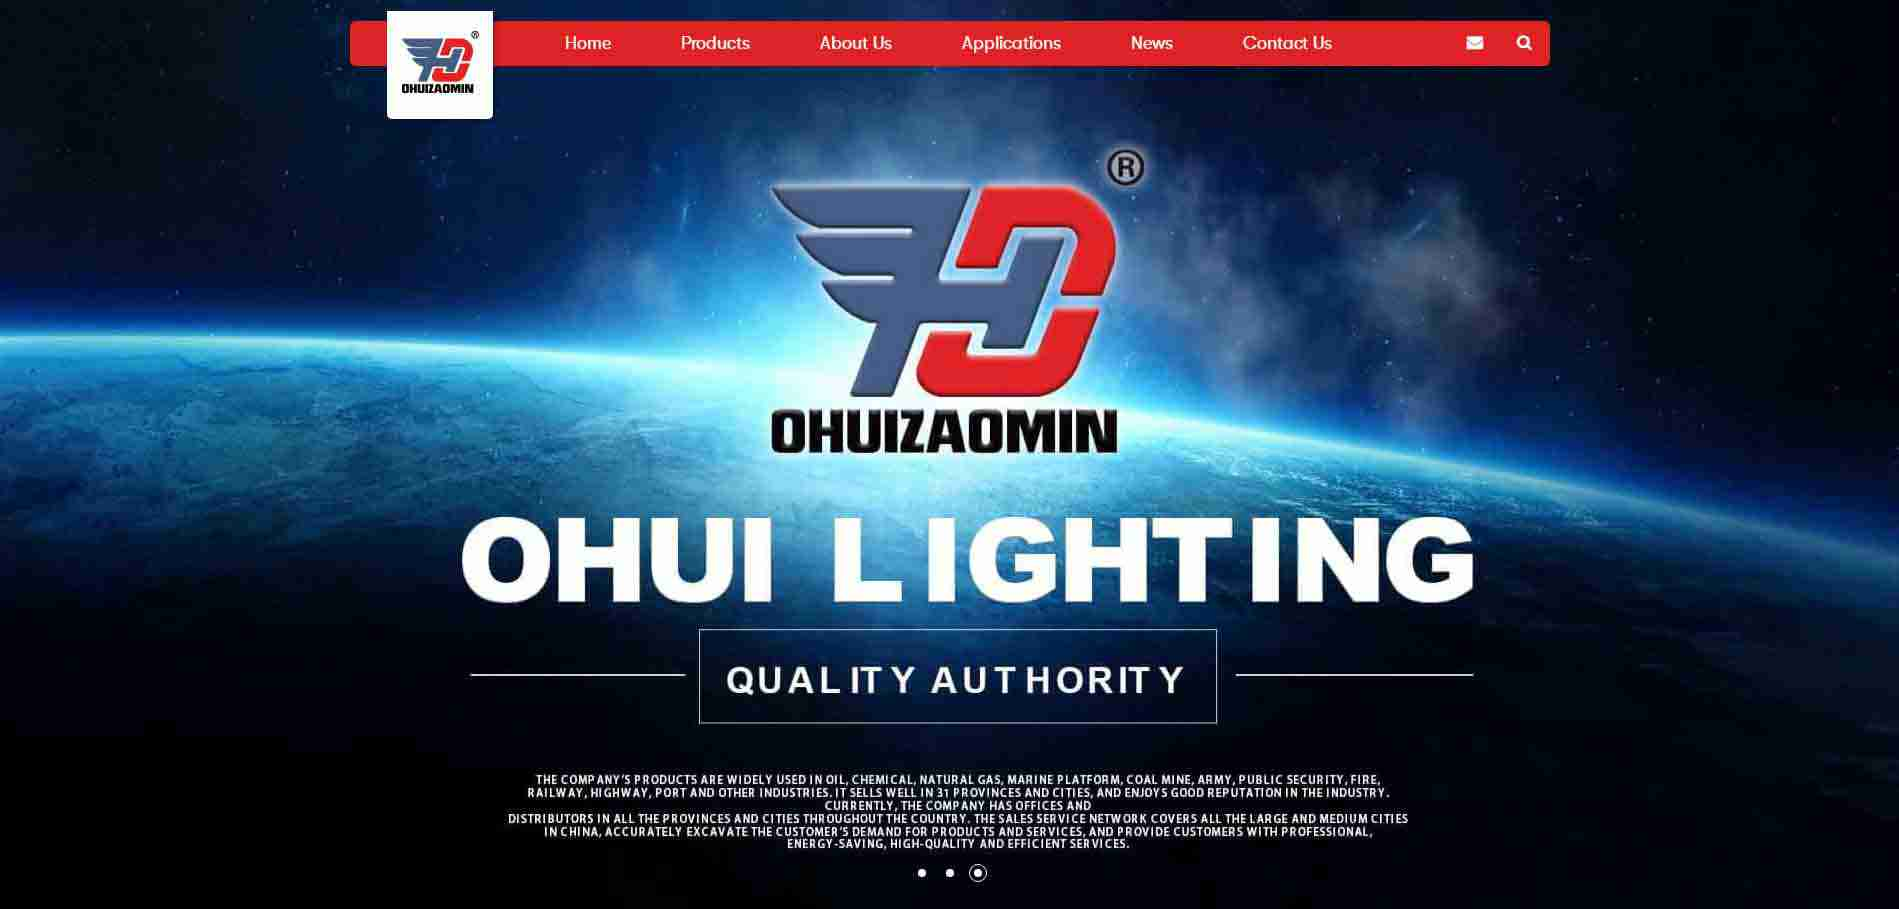 Home Products About Us Applications News Contact Us
®
OHUIZAOMIN
®
OHUIZAOMIN
OHUI LIGHTING
QUALITY AUTHORITY
THE COMPANY'S PRODUCTS ARE WIDELY USED IN OIL, CHEMICAL, NATURAL GAS, MARINE PLATFORM, COAL MINE, ARMY, PUBLIC SECURITY, FIRE,
RAILWAY, HIGHWAY, PORT AND OTHER INDUSTRIES. IT SELLS WELL IN 31 PROVINCES AND CITIES, AND ENJOYS GOOD REPUTATION IN THE INDUSTRY.
CURRENTLY, THE COMPANY HAS OFFICES AND
DISTRIBUTORS IN ALL THE PROVINCES AND CITIES THROUGHOUT THE COUNTRY. THE SALES SERVICE NETWORK COVERS ALL THE LARGE AND MEDIUM CITIES
IN CHINA, ACCURATELY EXCAVATE THE CUSTOMER'S DEMAND FOR PRODUCTS AND SERVICES, AND PROVIDE CUSTOMERS WITH PROFESSIONAL,
ENERGY-SAVING, HIGH-QUALITY AND EFFICIENT SERVICES.